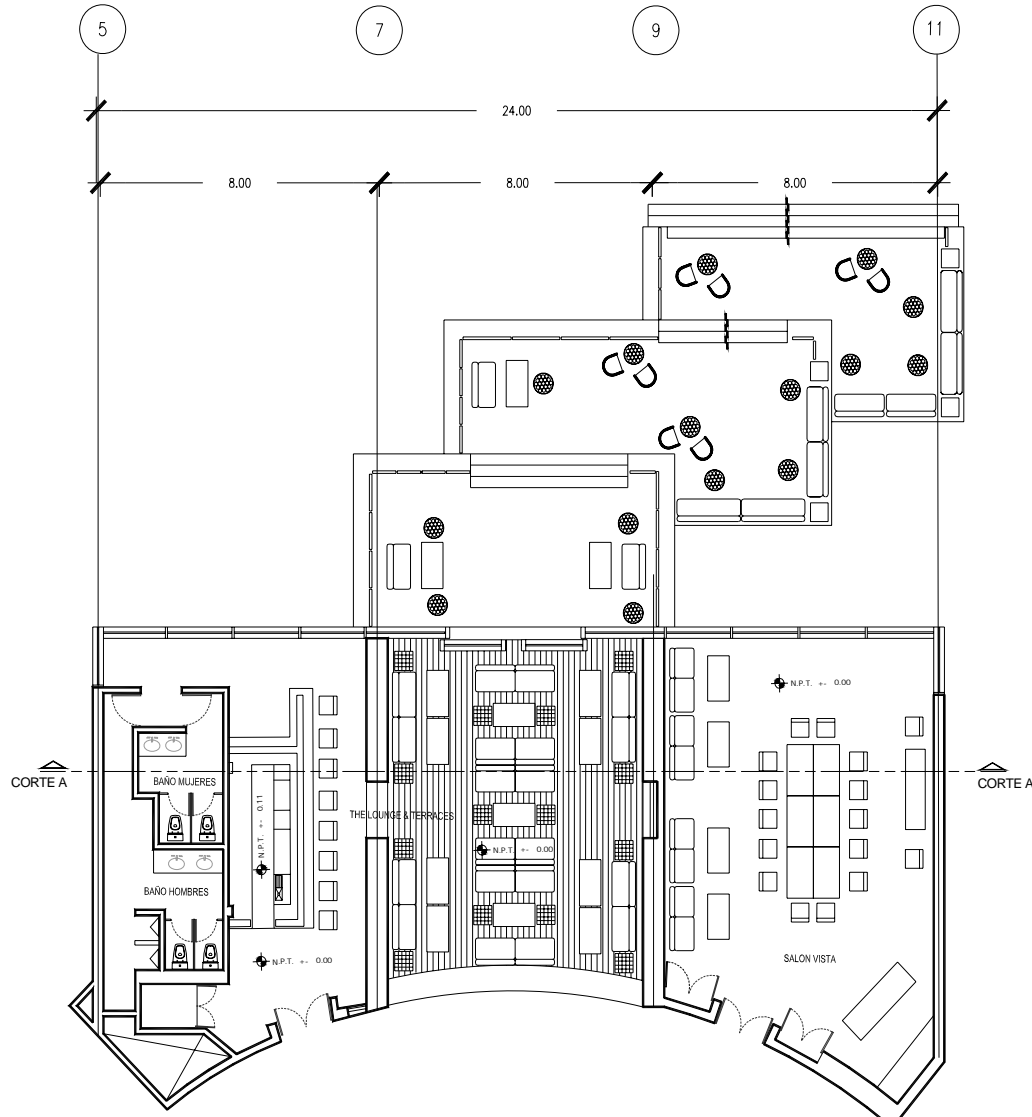 5 7 9 11
24.00
8.00 8.00 8.00
N.P.T. +- 0.00
CORTE A CORTE A
BAÑO MUJERES
N.P.T. +- 0.11
THE LOUNGE & TERRACES
N.P.T. +- 0.00
BAÑO HOMBRES
N.P.T. +- 0.00
SALON VISTA